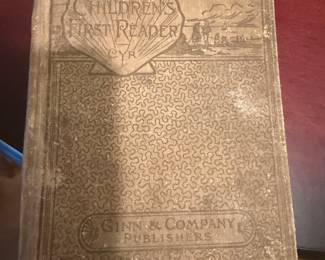 CHILDREN'S
FIRST READER
CYR
GINN & COMPANY
PUBLISHERS